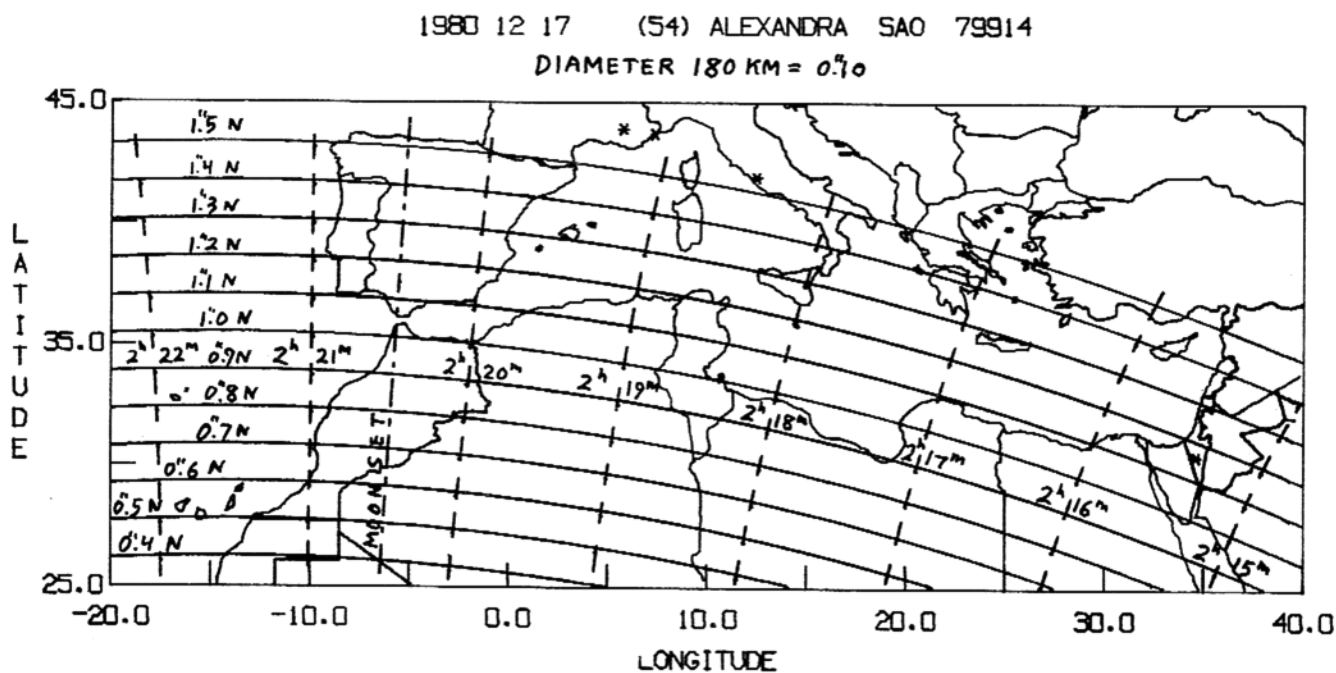 1980 12 17 (54) ALEXANDRA SAO 79914
DIAMETER 180 KM = 0."10
45.0
1."5 N
1."4 N
1."3 N
1."2 N
1."1 N
1."0 N
35.0
2ʰ 22ᵐ 0."9 N 2ʰ 21ᵐ
2ʰ 20ᵐ
2ʰ 19ᵐ
2ʰ 18ᵐ
2ʰ 17ᵐ
2ʰ 16ᵐ
2ʰ 15ᵐ
0."8 N
0."7 N
0."6 N
0."5 N
0."4 N
MOONSET
25.0
-20.0 -10.0 0.0 10.0 20.0 30.0 40.0
LONGITUDE
LATITUDE